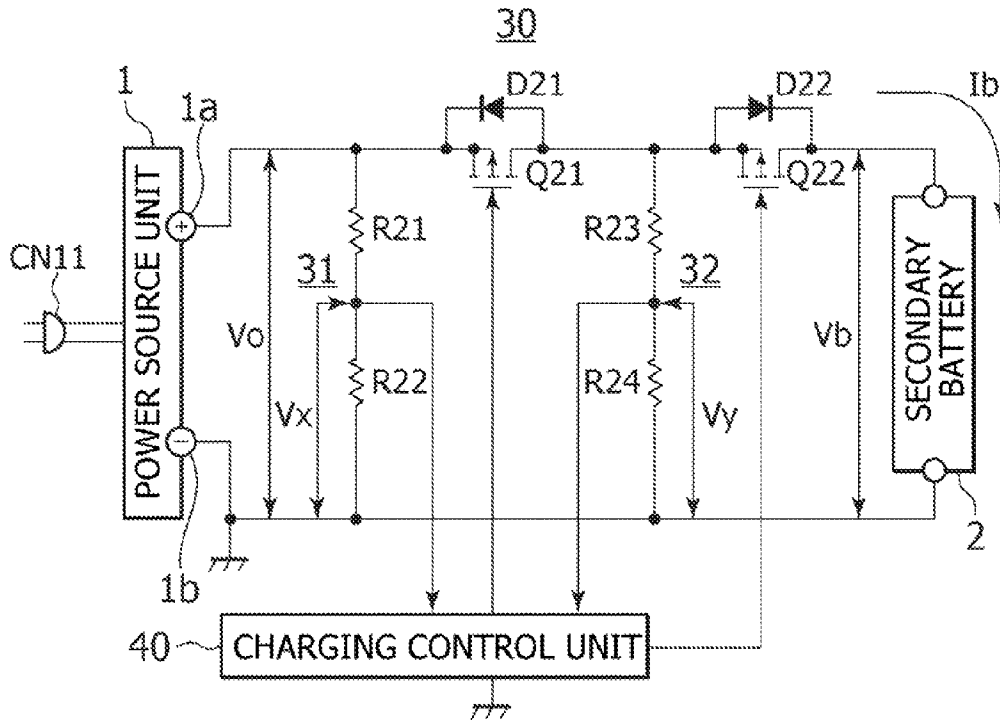 30
1
1a
D21
D22
Ib
Q21
Q22
POWER SOURCE UNIT
+
R21
R23
CN11
31
32
Vo
Vb
SECONDARY
BATTERY
R22
R24
Vx
Vy
−
1b
2
40
CHARGING CONTROL UNIT